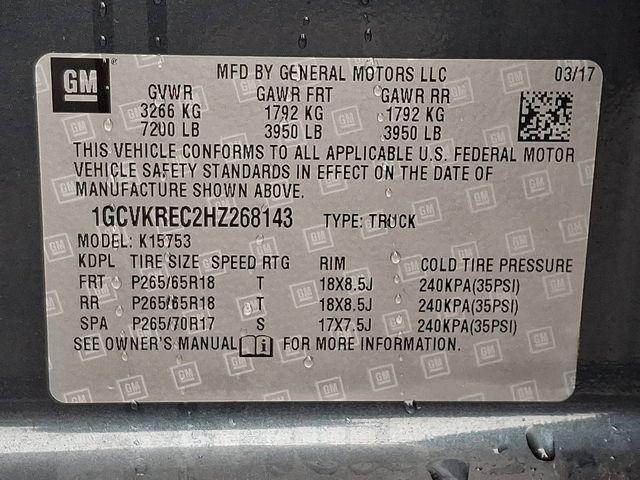 GM MFD BY GENERAL MOTORS LLC 03/17
GVWR GAWR FRT GAWR RR
3266 KG 1792 KG 1792 KG
7200 LB 3950 LB 3950 LB
THIS VEHICLE CONFORMS TO ALL APPLICABLE U.S. FEDERAL MOTOR
VEHICLE SAFETY STANDARDS IN EFFECT ON THE DATE OF
MANUFACTURE SHOWN ABOVE.
1GCVKREC2HZ268143 TYPE: TRUCK
MODEL: K15753
KDPL TIRE SIZE SPEED RTG RIM COLD TIRE PRESSURE
FRT P265/65R18 T 18X8.5J 240KPA(35PSI)
RR P265/65R18 T 18X8.5J 240KPA(35PSI)
SPA P265/70R17 S 17X7.5J 240KPA(35PSI)
SEE OWNER'S MANUAL i FOR MORE INFORMATION.